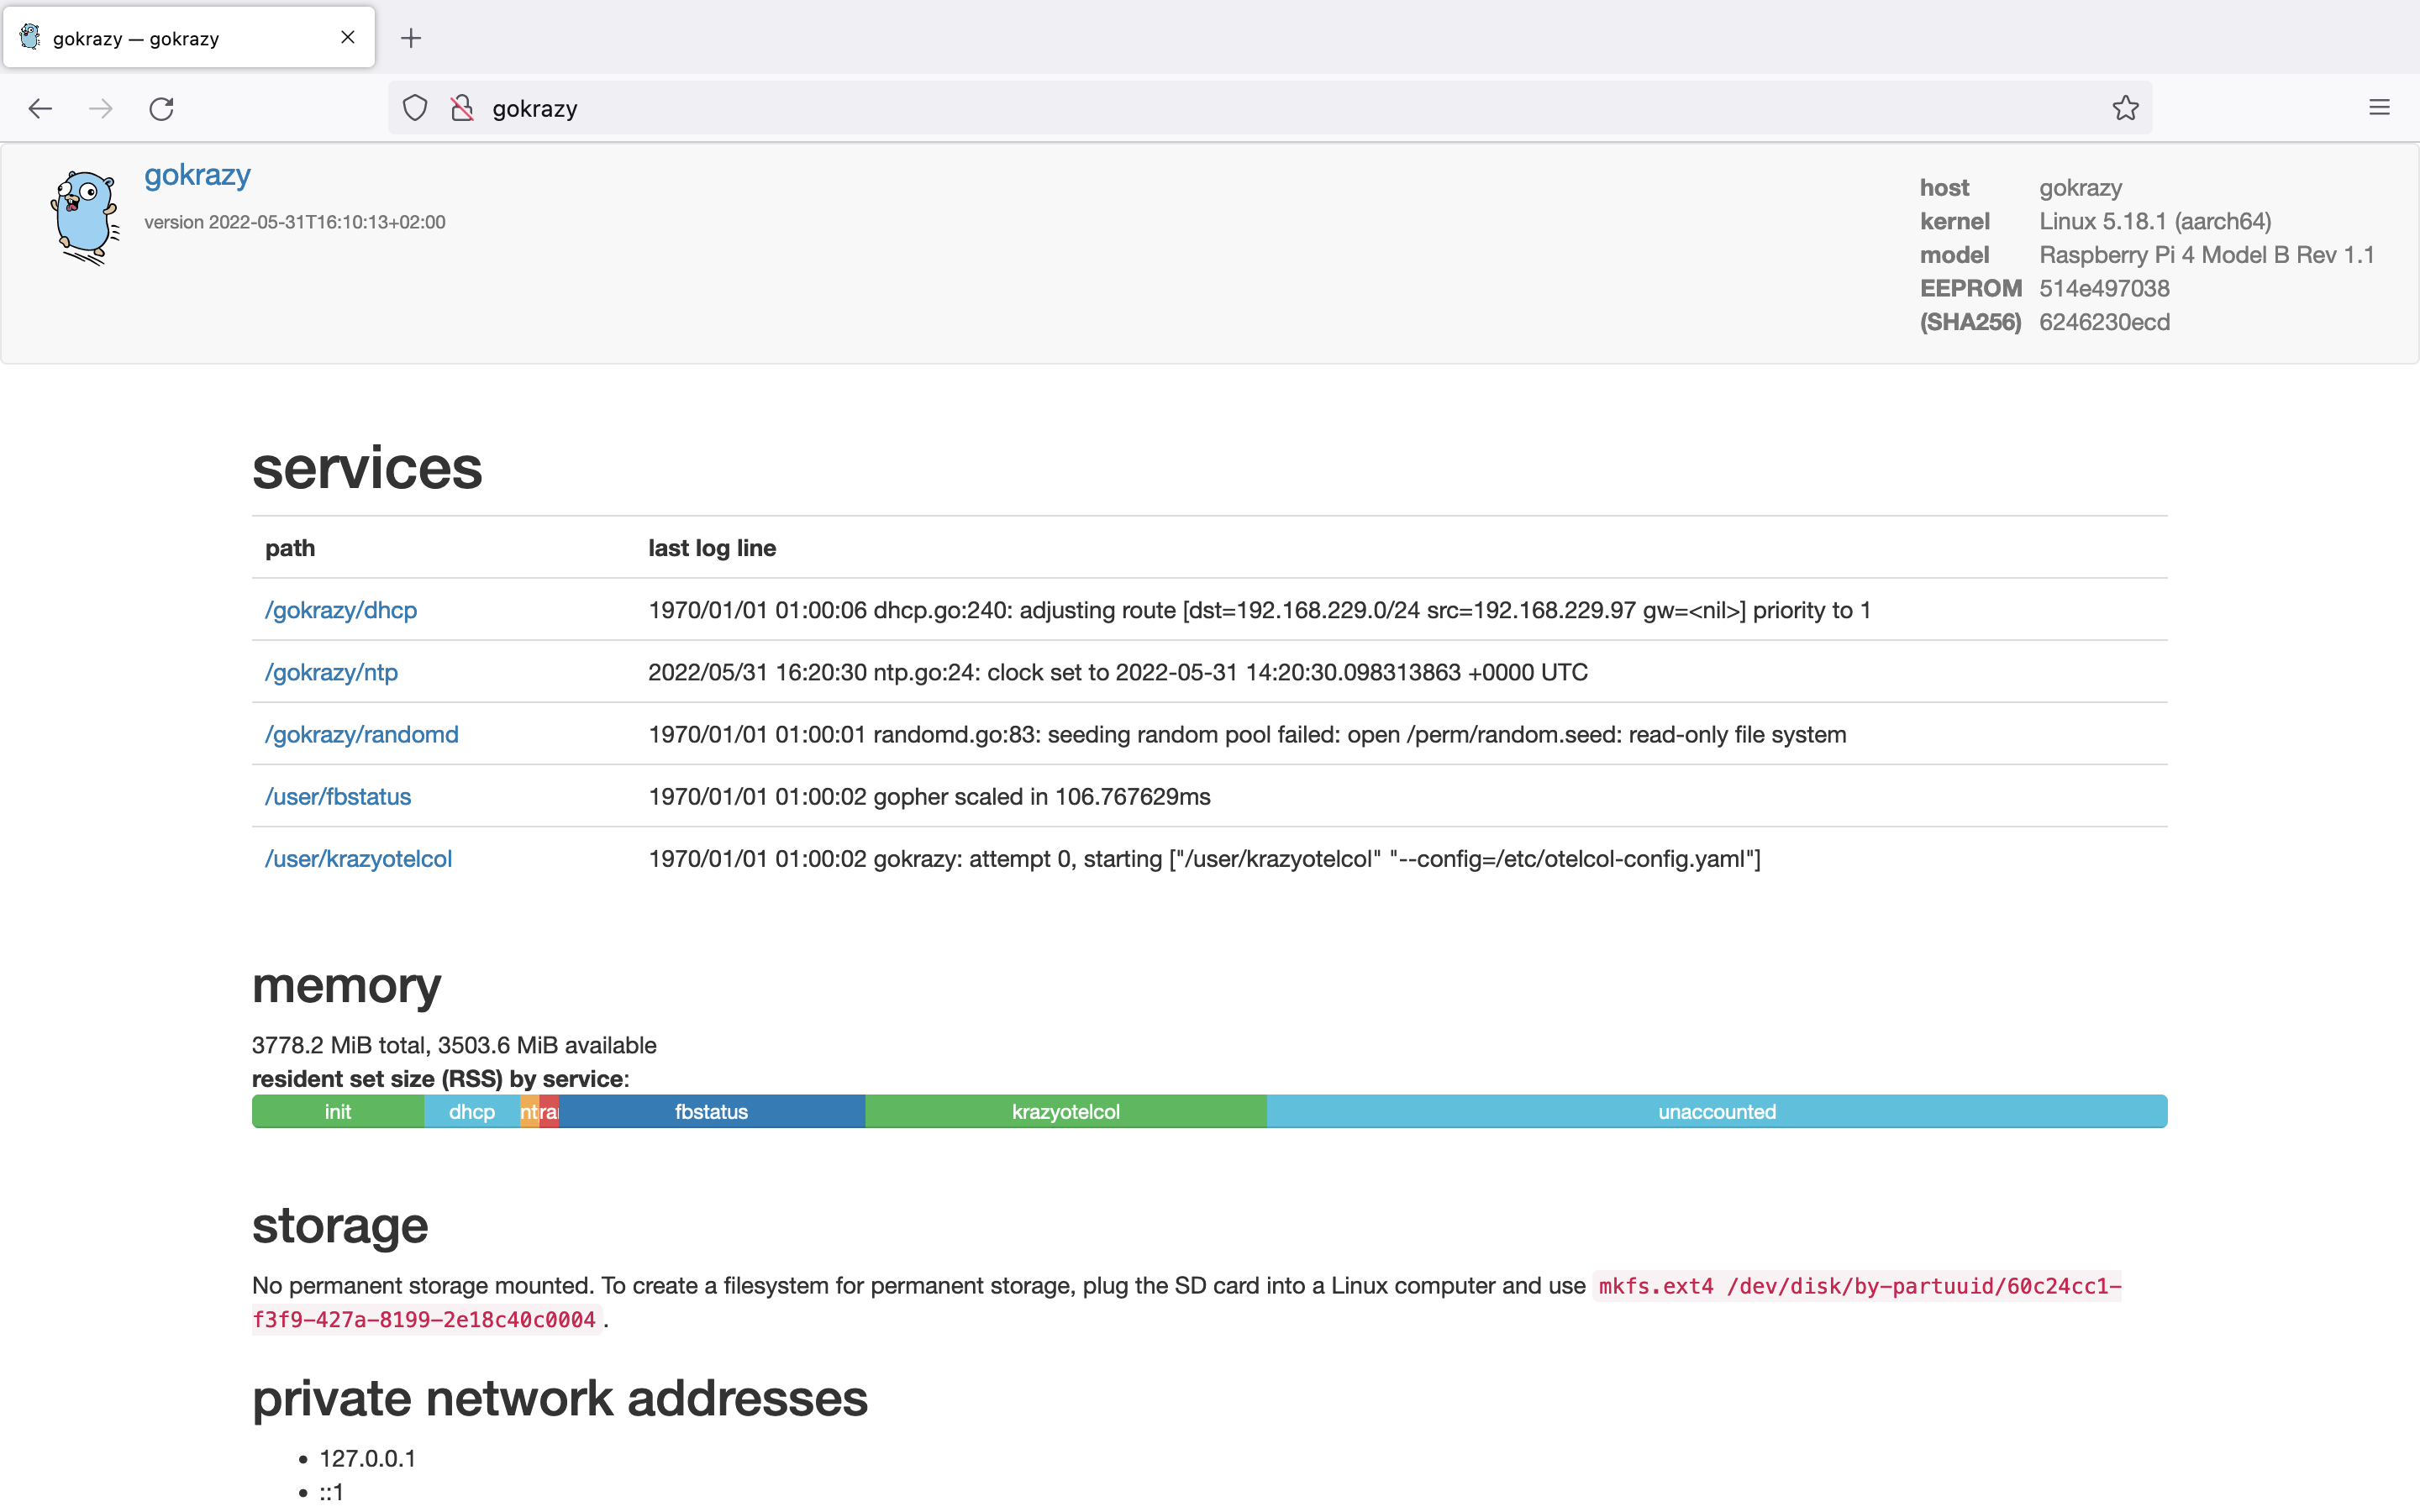 gokrazy — gokrazy
gokrazy
gokrazy
version 2022-05-31T16:10:13+02:00
host gokrazy
kernel Linux 5.18.1 (aarch64)
model Raspberry Pi 4 Model B Rev 1.1
EEPROM 514e497038
(SHA256) 6246230ecd
services
path last log line
/gokrazy/dhcp 1970/01/01 01:00:06 dhcp.go:240: adjusting route [dst=192.168.229.0/24 src=192.168.229.97 gw=<nil>] priority to 1
/gokrazy/ntp 2022/05/31 16:20:30 ntp.go:24: clock set to 2022-05-31 14:20:30.098313863 +0000 UTC
/gokrazy/randomd 1970/01/01 01:00:01 randomd.go:83: seeding random pool failed: open /perm/random.seed: read-only file system
/user/fbstatus 1970/01/01 01:00:02 gopher scaled in 106.767629ms
/user/krazyotelcol 1970/01/01 01:00:02 gokrazy: attempt 0, starting ["/user/krazyotelcol" "--config=/etc/otelcol-config.yaml"]
memory
3778.2 MiB total, 3503.6 MiB available
resident set size (RSS) by service:
init dhcp nt ra fbstatus krazyotelcol unaccounted
storage
No permanent storage mounted. To create a filesystem for permanent storage, plug the SD card into a Linux computer and use mkfs.ext4 /dev/disk/by-partuuid/60c24cc1-
f3f9-427a-8199-2e18c40c0004 .
private network addresses
• 127.0.0.1
• ::1